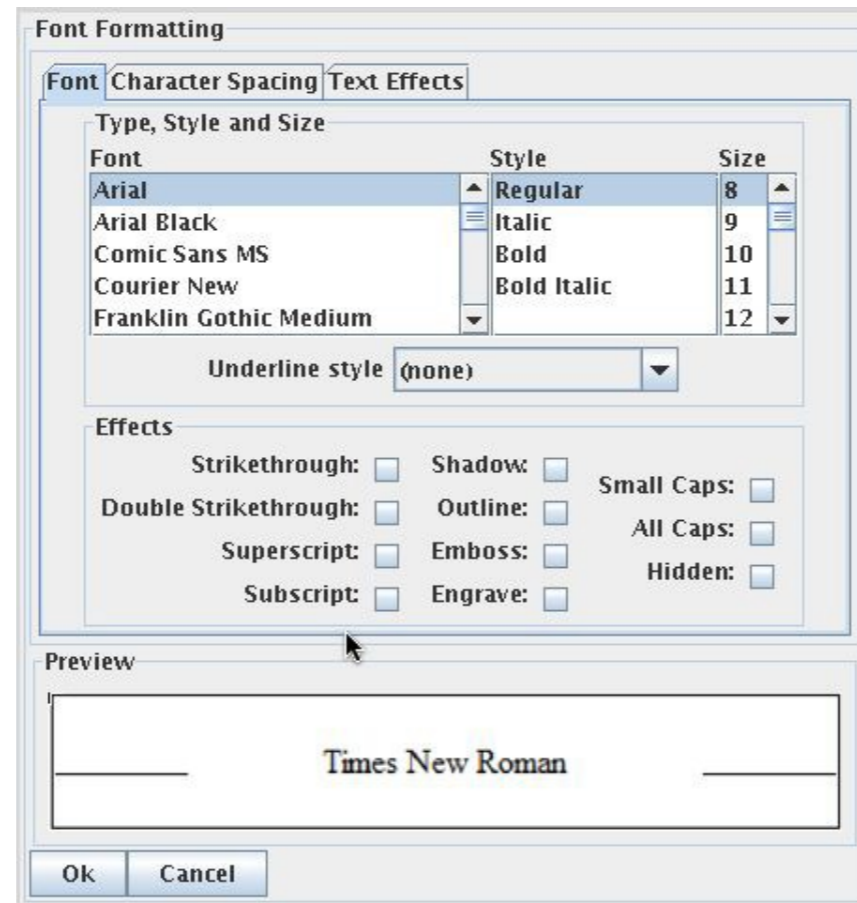 Font Formatting
Font Character Spacing Text Effects
Type, Style and Size
Font Style Size
Arial Regular 8
Arial Black Italic 9
Comic Sans MS Bold 10
Courier New Bold Italic 11
Franklin Gothic Medium 12
Underline style (none)
Effects
Strikethrough: Shadow: Small Caps:
Double Strikethrough: Outline: All Caps:
Superscript: Emboss: Hidden:
Subscript: Engrave:
Preview
Times New Roman
Ok Cancel